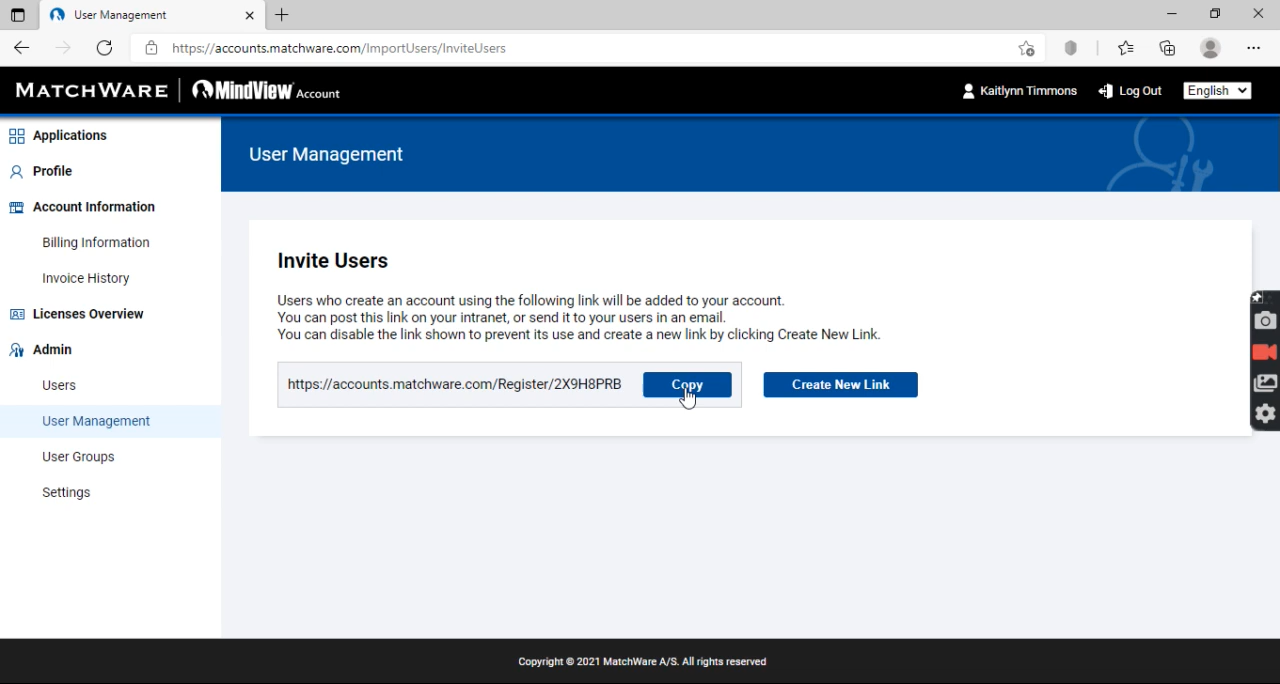 User Management
https://accounts.matchware.com/ImportUsers/InviteUsers
MATCHWARE MindView Account
Kaitlynn Timmons
Log Out
English
Applications
Profile
Account Information
Billing Information
Invoice History
Licenses Overview
Admin
Users
User Management
User Groups
Settings
User Management
Invite Users
Users who create an account using the following link will be added to your account.
You can post this link on your intranet, or send it to your users in an email.
You can disable the link shown to prevent its use and create a new link by clicking Create New Link.
https://accounts.matchware.com/Register/2X9H8PRB
Copy
Create New Link
Copyright © 2021 MatchWare A/S. All rights reserved